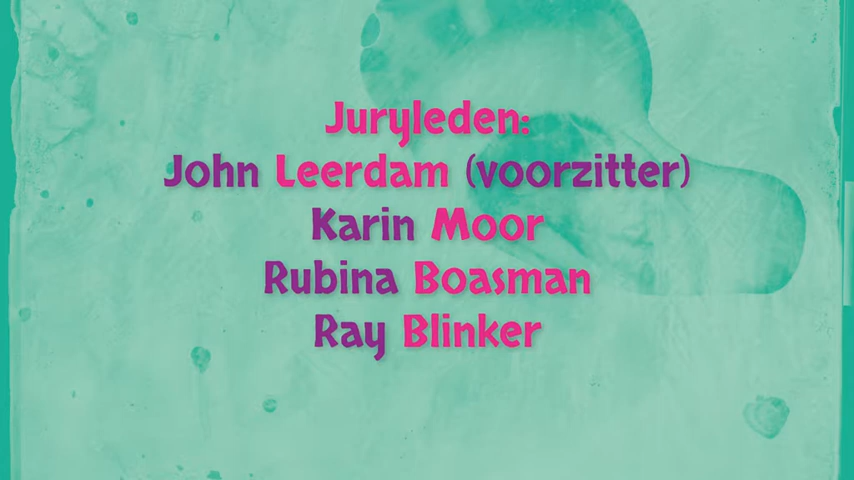 Juryleden:
John Leerdam (voorzitter)
Karin Moor
Rubina Boasman
Ray Blinker